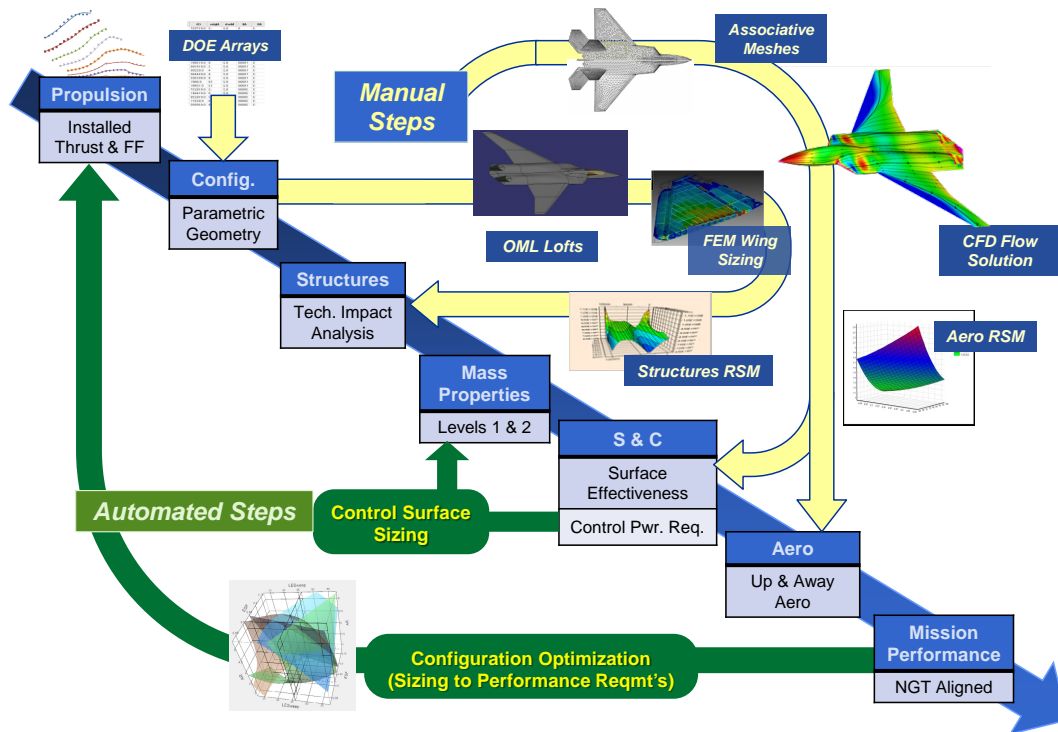 DOE Arrays
Associative
Meshes
Manual
Steps
Propulsion
Installed
Thrust & FF
Config.
Parametric
Geometry
OML Lofts
FEM Wing
Sizing
CFD Flow
Solution
Structures
Tech. Impact
Analysis
Structures RSM
Aero RSM
Mass
Properties
Levels 1 & 2
S & C
Surface
Effectiveness
Control Pwr. Req.
Automated Steps
Control Surface
Sizing
Aero
Up & Away
Aero
Configuration Optimization
(Sizing to Performance Reqmt's)
Mission
Performance
NGT Aligned